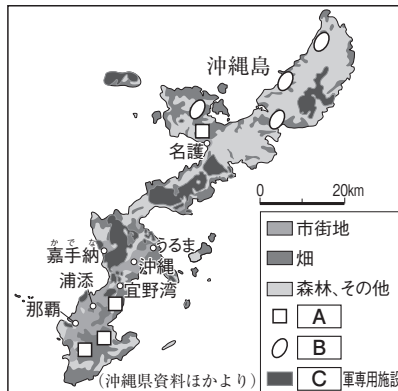 沖縄島
名護
0 20km
かでな
嘉手納
うるま
沖縄
浦添
宜野湾
那覇
市街地
畑
森林、その他
A
B
C 軍専用施設
(沖縄県資料ほかより)